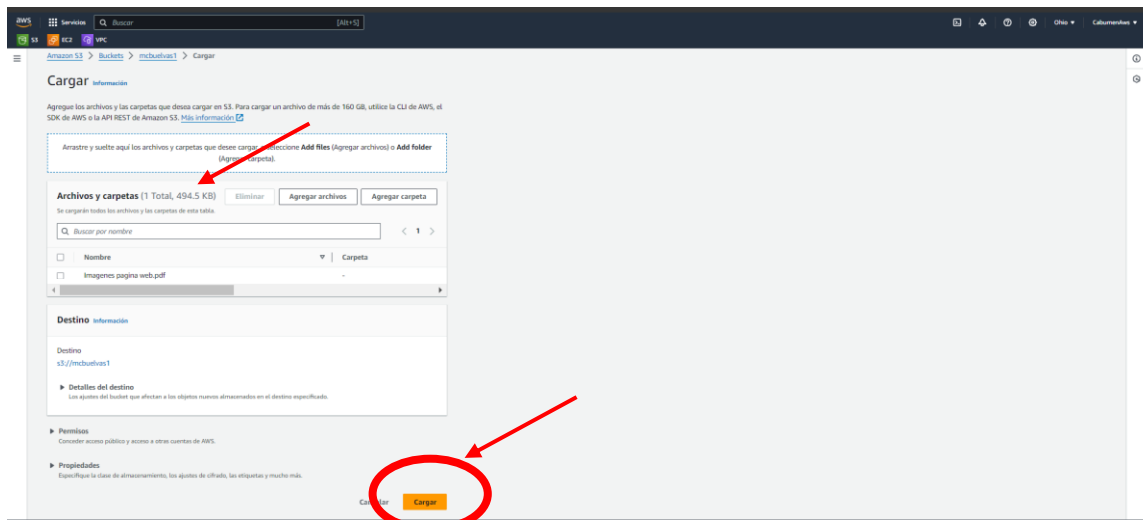 aws
Servicios
Buscar
[Alt+S]
Ohio
CabumenAws
S3
EC2
VPC
Amazon S3 > Buckets > mcbuelvas1 > Cargar
Cargar Información
Agregue los archivos y las carpetas que desea cargar en S3. Para cargar un archivo de más de 160 GB, utilice la CLI de AWS, el
SDK de AWS o la API REST de Amazon S3. Más información
Arrastre y suelte aquí los archivos y carpetas que desee cargar, seleccione Add files (Agregar archivos) o Add folder
(Agregar carpeta).
Archivos y carpetas (1 Total, 494.5 KB)
Eliminar
Agregar archivos
Agregar carpeta
Se cargarán todos los archivos y las carpetas de esta tabla.
Buscar por nombre
< 1 >
Nombre
Carpeta
Imagenes pagina web.pdf
-
Destino Información
Destino
s3://mcbuelvas1
Detalles del destino
Los ajustes del bucket que afectan a los objetos nuevos almacenados en el destino especificado.
Permisos
Conceder acceso público y acceso a otras cuentas de AWS.
Propiedades
Especifique la clase de almacenamiento, los ajustes de cifrado, las etiquetas y mucho más.
Cancelar
Cargar